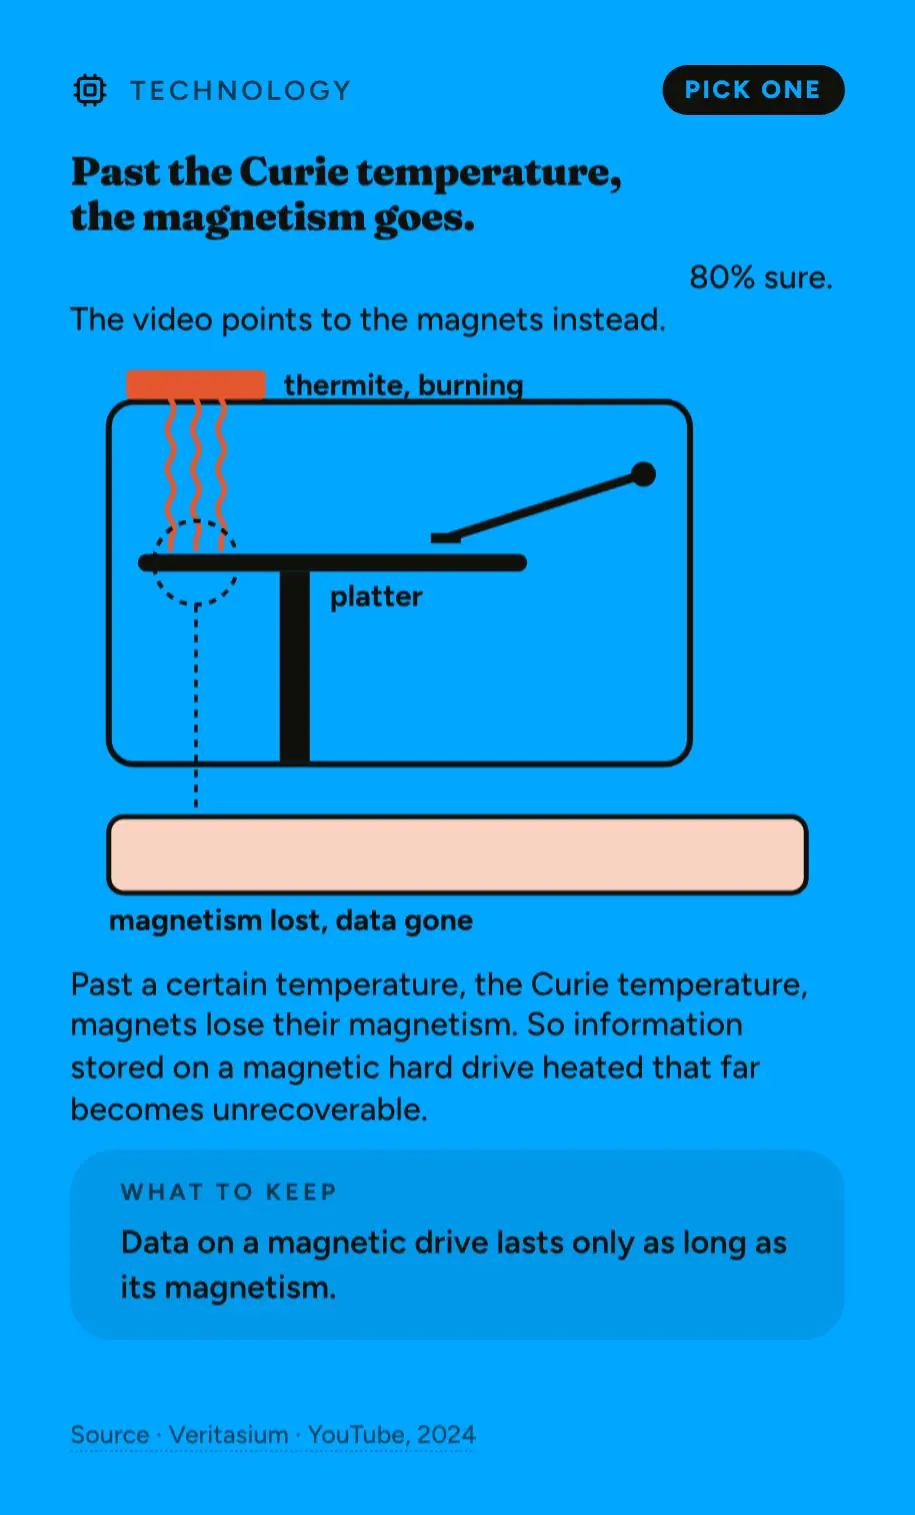 TECHNOLOGY
PICK ONE
Past the Curie temperature,
the magnetism goes.
80% sure.
The video points to the magnets instead.
thermite, burning
platter
magnetism lost, data gone
Past a certain temperature, the Curie temperature,
magnets lose their magnetism. So information
stored on a magnetic hard drive heated that far
becomes unrecoverable.
WHAT TO KEEP
Data on a magnetic drive lasts only as long as
its magnetism.
Source · Veritasium · YouTube, 2024